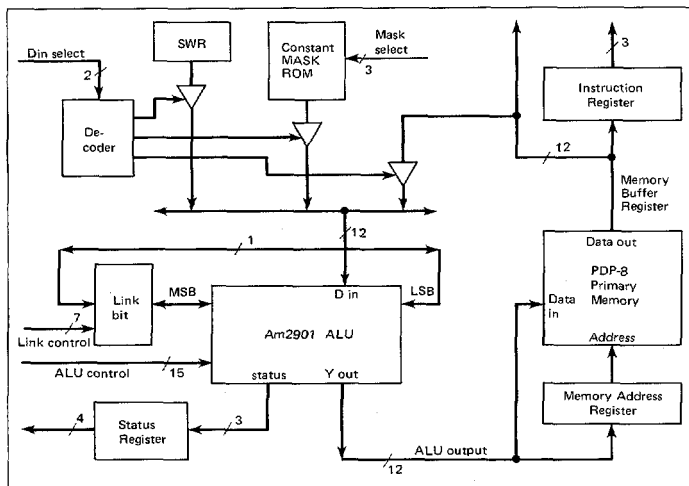 Din select
2
De-
coder
SWR
Constant
MASK
ROM
Mask
select
3
3
Instruction
Register
12
Memory
Buffer
Register
12
1
Link
bit
MSB
LSB
D in
Am2901 ALU
status
Y out
7
Link control
ALU control
15
Data out
PDP-8
Primary
Memory
Data
in
Address
Memory Address
Register
4
Status
Register
3
12
ALU output